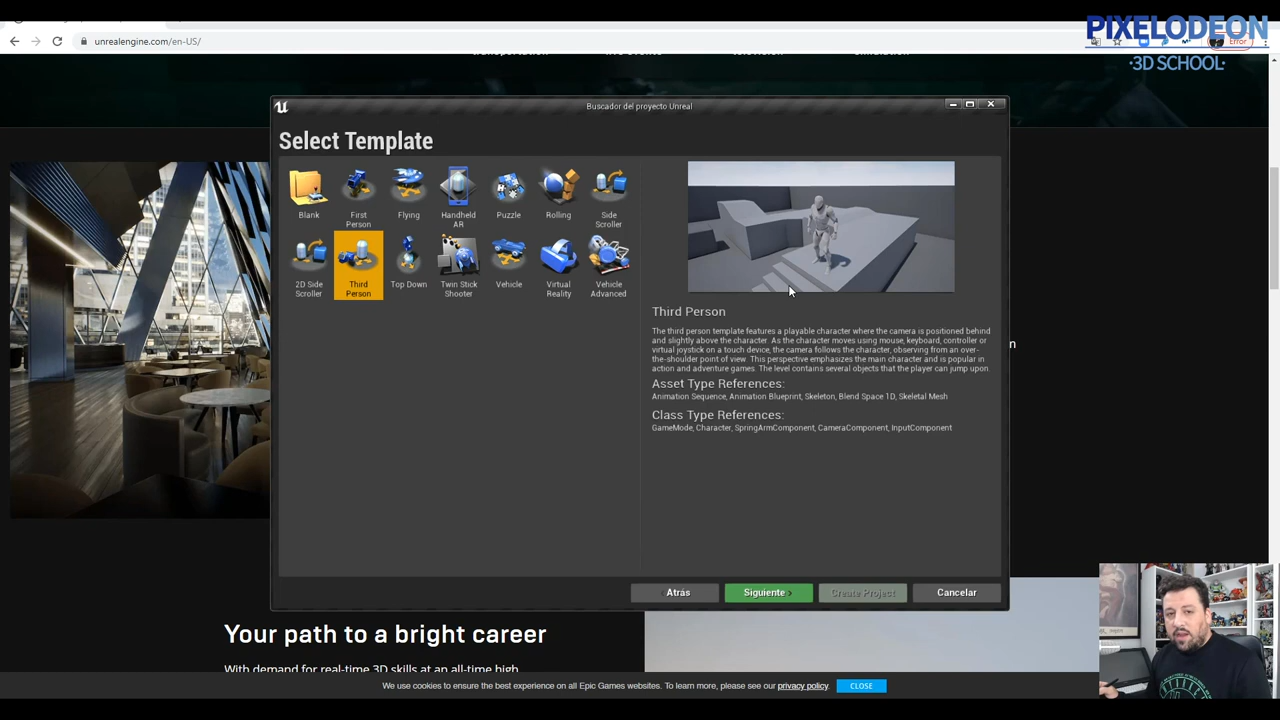 PIXELODEON
·3D SCHOOL·
unrealengine.com/en-US/
Error
Buscador del proyecto Unreal
Select Template
Blank
First
Person
Flying
Handheld
AR
Puzzle
Rolling
Side
Scroller
2D Side
Scroller
Third
Person
Top Down
Twin Stick
Shooter
Vehicle
Virtual
Reality
Vehicle
Advanced
Third Person
The third person template features a playable character where the camera is positioned behind
and slightly above the character. As the character moves using mouse, keyboard, controller or
virtual joystick on a touch device, the camera follows the character, observing from an over-
the-shoulder point of view. This perspective emphasizes the main character and is popular in
action and adventure games. The level contains several objects that the player can jump upon.
Asset Type References:
Animation Sequence, Animation Blueprint, Skeleton, Blend Space 1D, Skeletal Mesh
Class Type References:
GameMode, Character, SpringArmComponent, CameraComponent, InputComponent
Atrás
Siguiente
Create Project
Cancelar
Your path to a bright career
With demand for real-time 3D skills at an all-time high
We use cookies to ensure the best experience on all Epic Games websites. To learn more, please see our privacy policy.
CLOSE